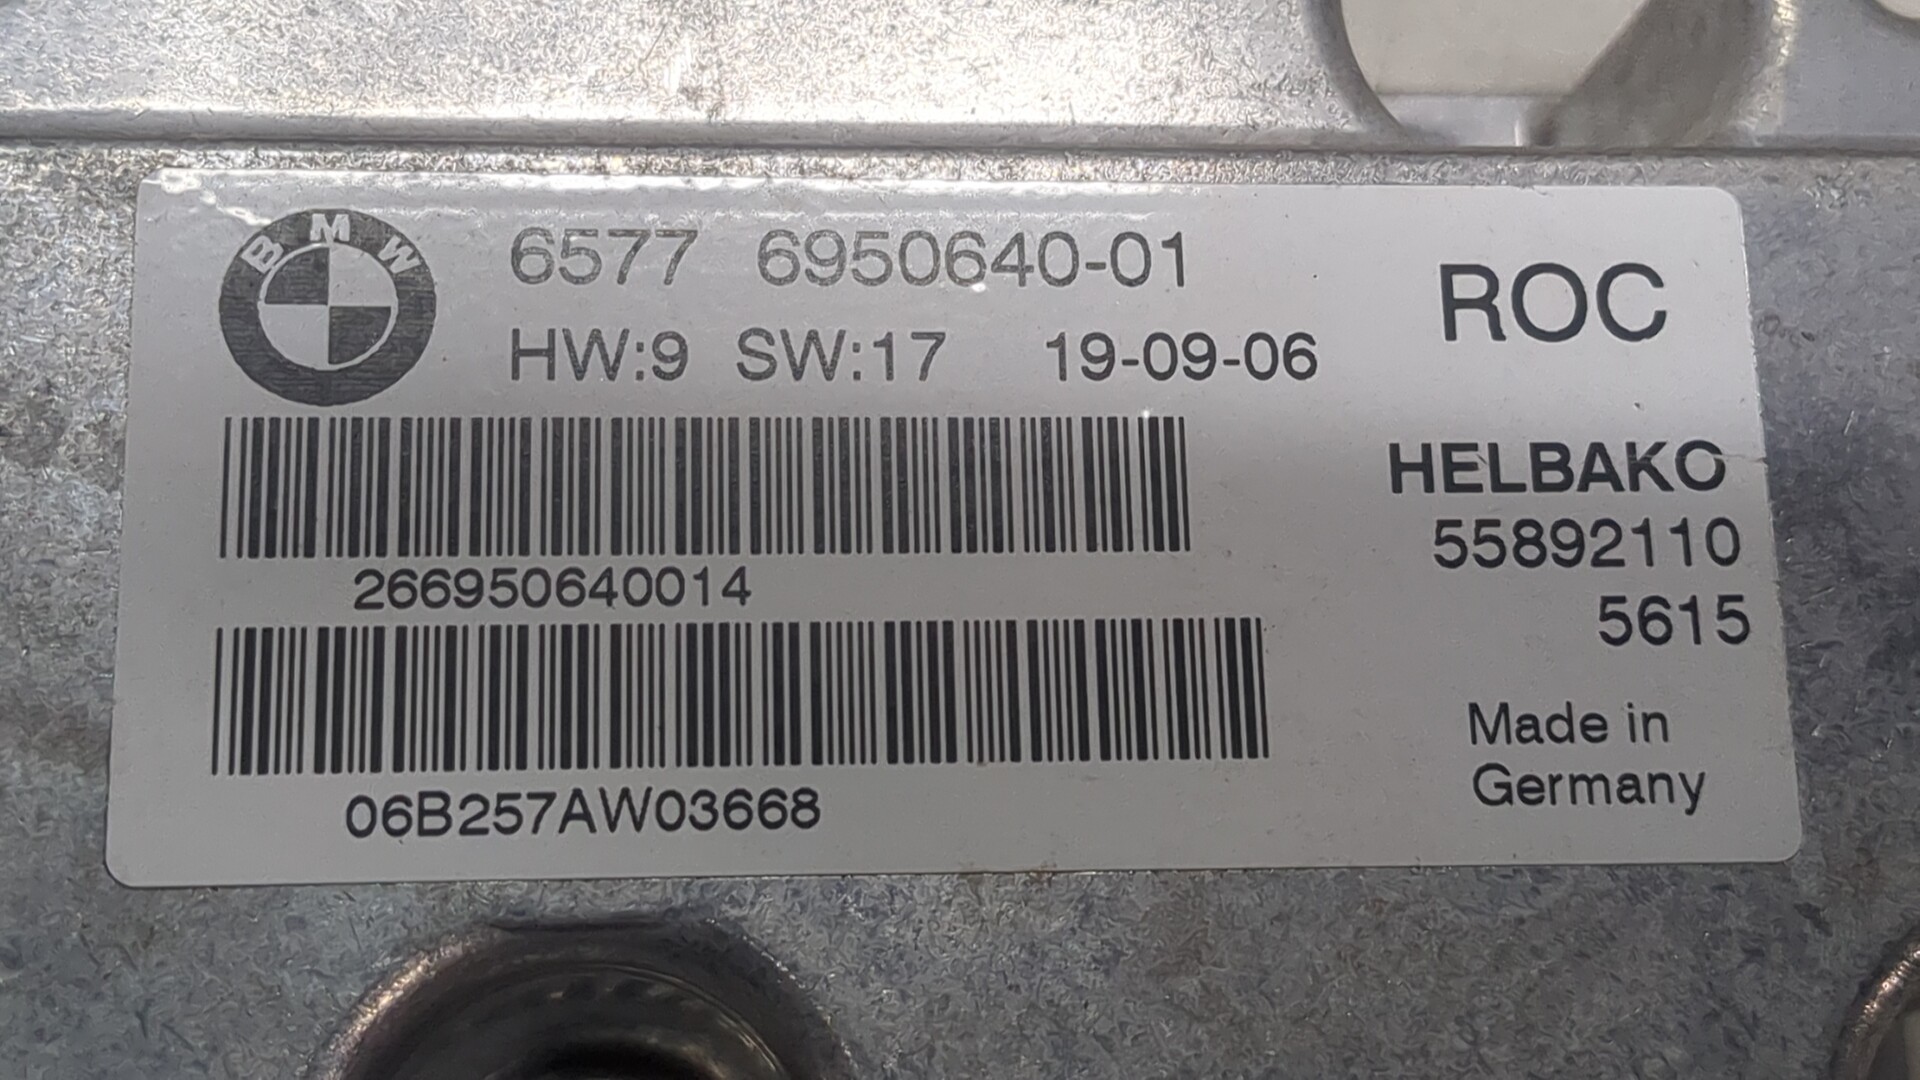 BMW
6577 6950640-01
HW:9 SW:17 19-09-06
ROC
HELBAKO
55892110
5615
266950640014
06B257AW03668
Made in
Germany